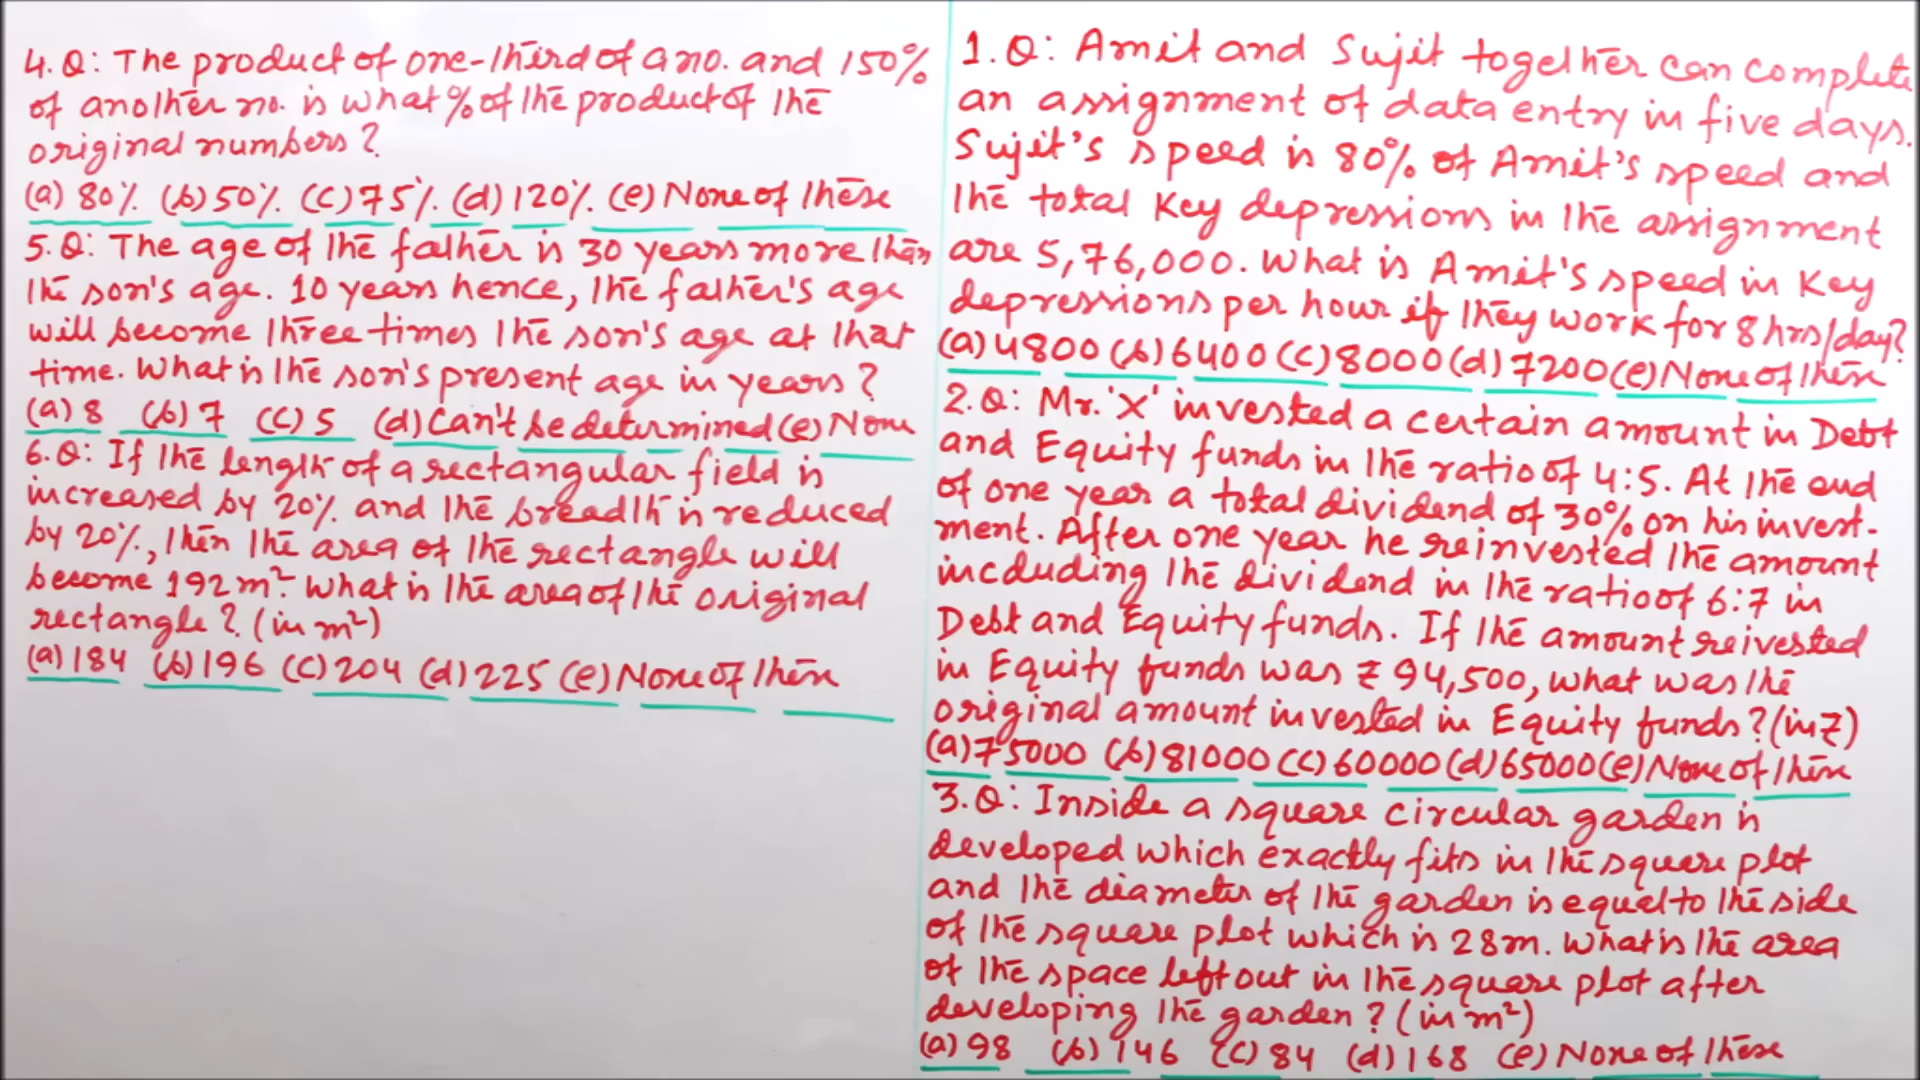 4.Q: The product of one-third of a no. and 150%
of another no. is what % of the product of the
original numbers?
(a) 80% (b) 50% (c) 75% (d) 120% (e) None of these
5.Q: The age of the father is 30 years more than
the son's age. 10 years hence, the father's age
will become three times the son's age at that
time. What is the son's present age in years?
(a) 8 (b) 7 (c) 5 (d) Can't be determined (e) None
6.Q: If the length of a rectangular field is
increased by 20% and the breadth is reduced
by 20%, then the area of the rectangle will
become 192 m². What is the area of the original
rectangle? (in m²)
(a) 184 (b) 196 (c) 204 (d) 225 (e) None of these
1.Q: Amit and Sujit together can complete
an assignment of data entry in five days.
Sujit's speed is 80% of Amit's speed and
the total Key depressions in the assignment
are 5,76,000. What is Amit's speed in Key
depressions per hour if they work for 8 hrs/day?
(a) 4800 (b) 6400 (c) 8000 (d) 7200 (e) None of these
2.Q: Mr. 'X' invested a certain amount in Debt
and Equity funds in the ratio of 4:5. At the end
of one year a total dividend of 30% on his invest-
ment. After one year he reinvested the amount
including the dividend in the ratio of 6:7 in
Debt and Equity funds. If the amount reivested
in Equity funds was ₹ 94,500, what was the
original amount invested in Equity funds? (in ₹)
(a) 75000 (b) 81000 (c) 60000 (d) 65000 (e) None of these
3.Q: Inside a square circular garden is
developed which exactly fits in the square plot
and the diameter of the garden is equal to the side
of the square plot which is 28m. What is the area
of the space left out in the square plot after
developing the garden? (in m²)
(a) 98 (b) 146 (c) 84 (d) 168 (e) None of these